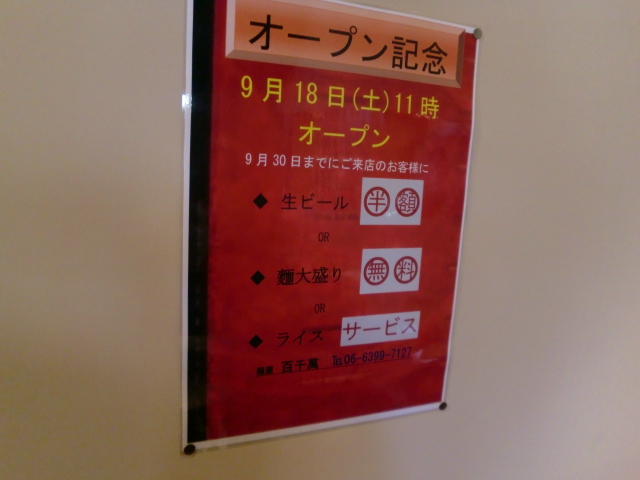 オープン記念
9月18日(土)11時
オープン
9月30日までにご来店のお客様に
◆ 生ビール 半額
OR
◆ 麺大盛り 無料
OR
◆ ライス サービス
百千萬 ℡06-6399-7127